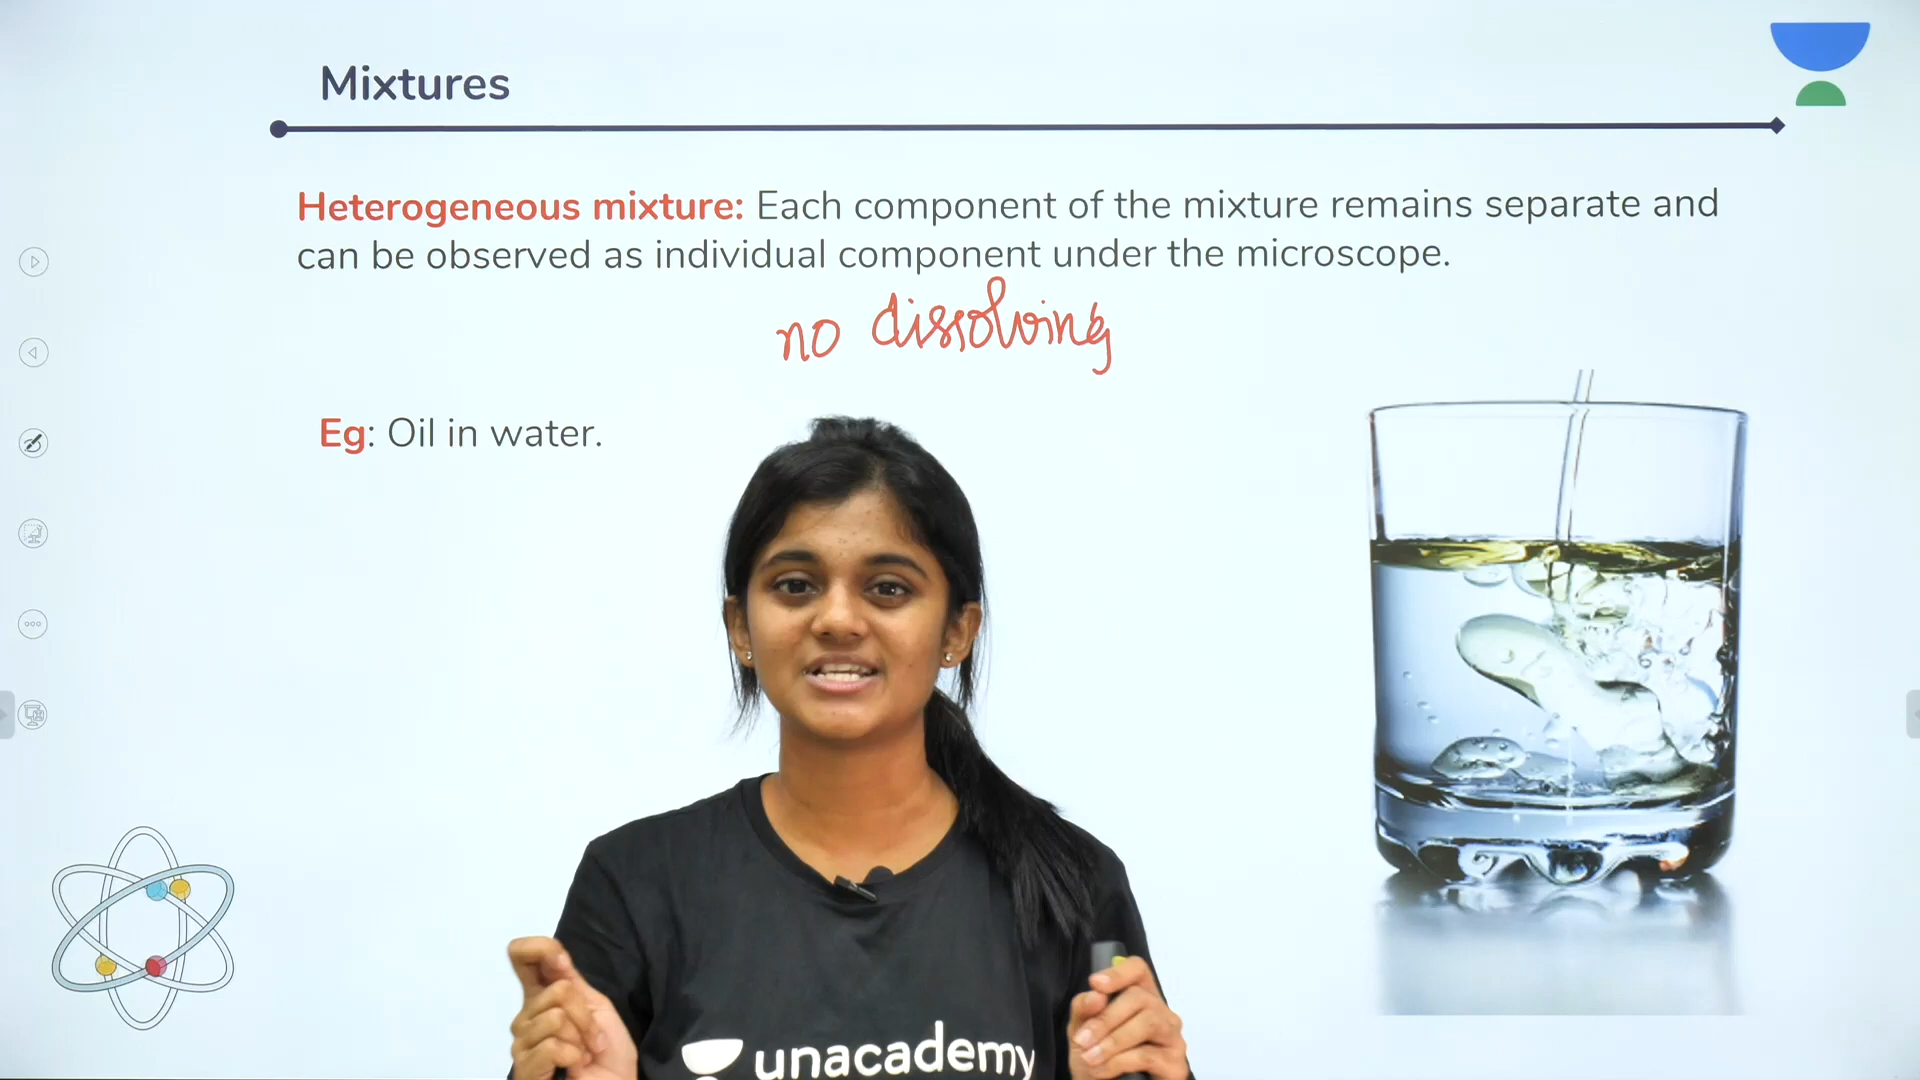 Mixtures
Heterogeneous mixture: Each component of the mixture remains separate and
can be observed as individual component under the microscope.
no dissolving
Eg: Oil in water.
unacademy